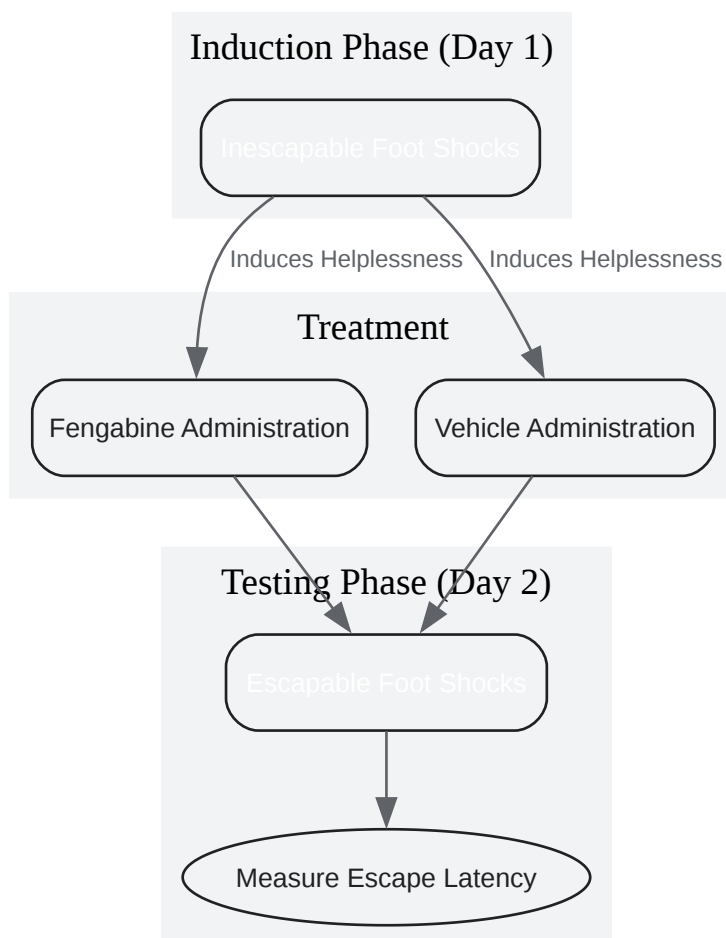 Induction Phase (Day 1)
Inescapable Foot Shocks
Induces Helplessness
Induces Helplessness
Treatment
Fengabine Administration
Vehicle Administration
Testing Phase (Day 2)
Escapable Foot Shocks
Measure Escape Latency